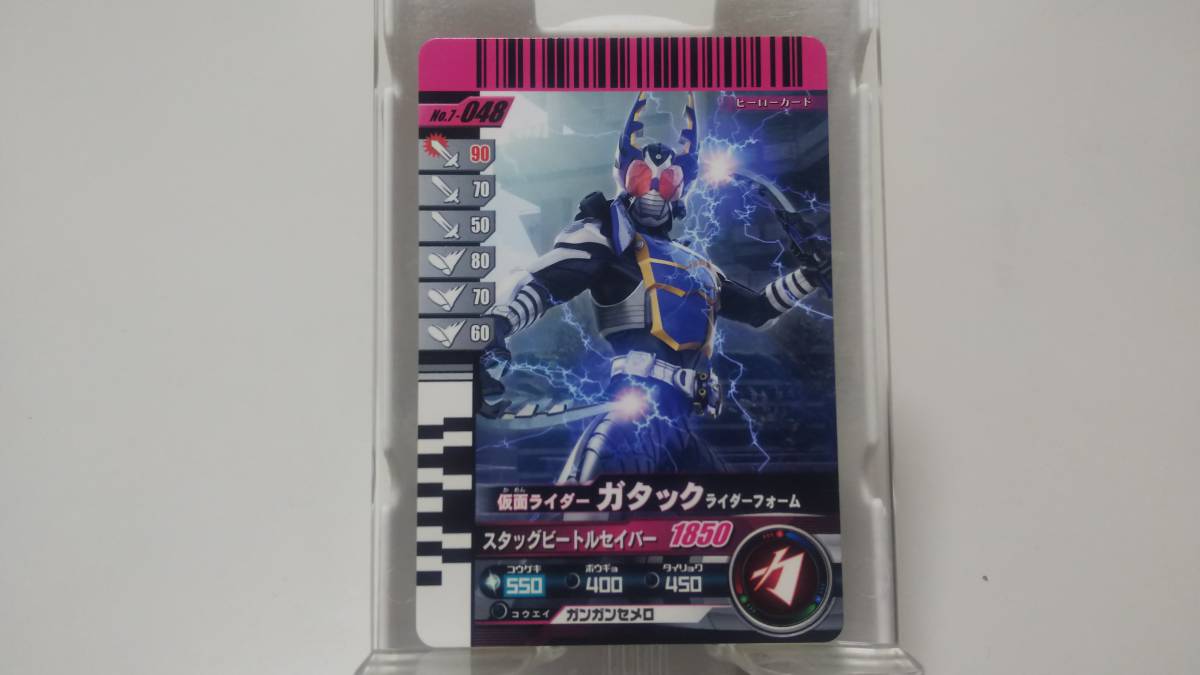 No.7-048
ヒーローカード
90
70
50
80
70
60
かめん
仮面ライダー ガタック ライダーフォーム
スタッグビートルセイバー 1850
コウゲキ ボウギョ タイリョク
550 400 450
コウエイ ガンガンセメロ
カ